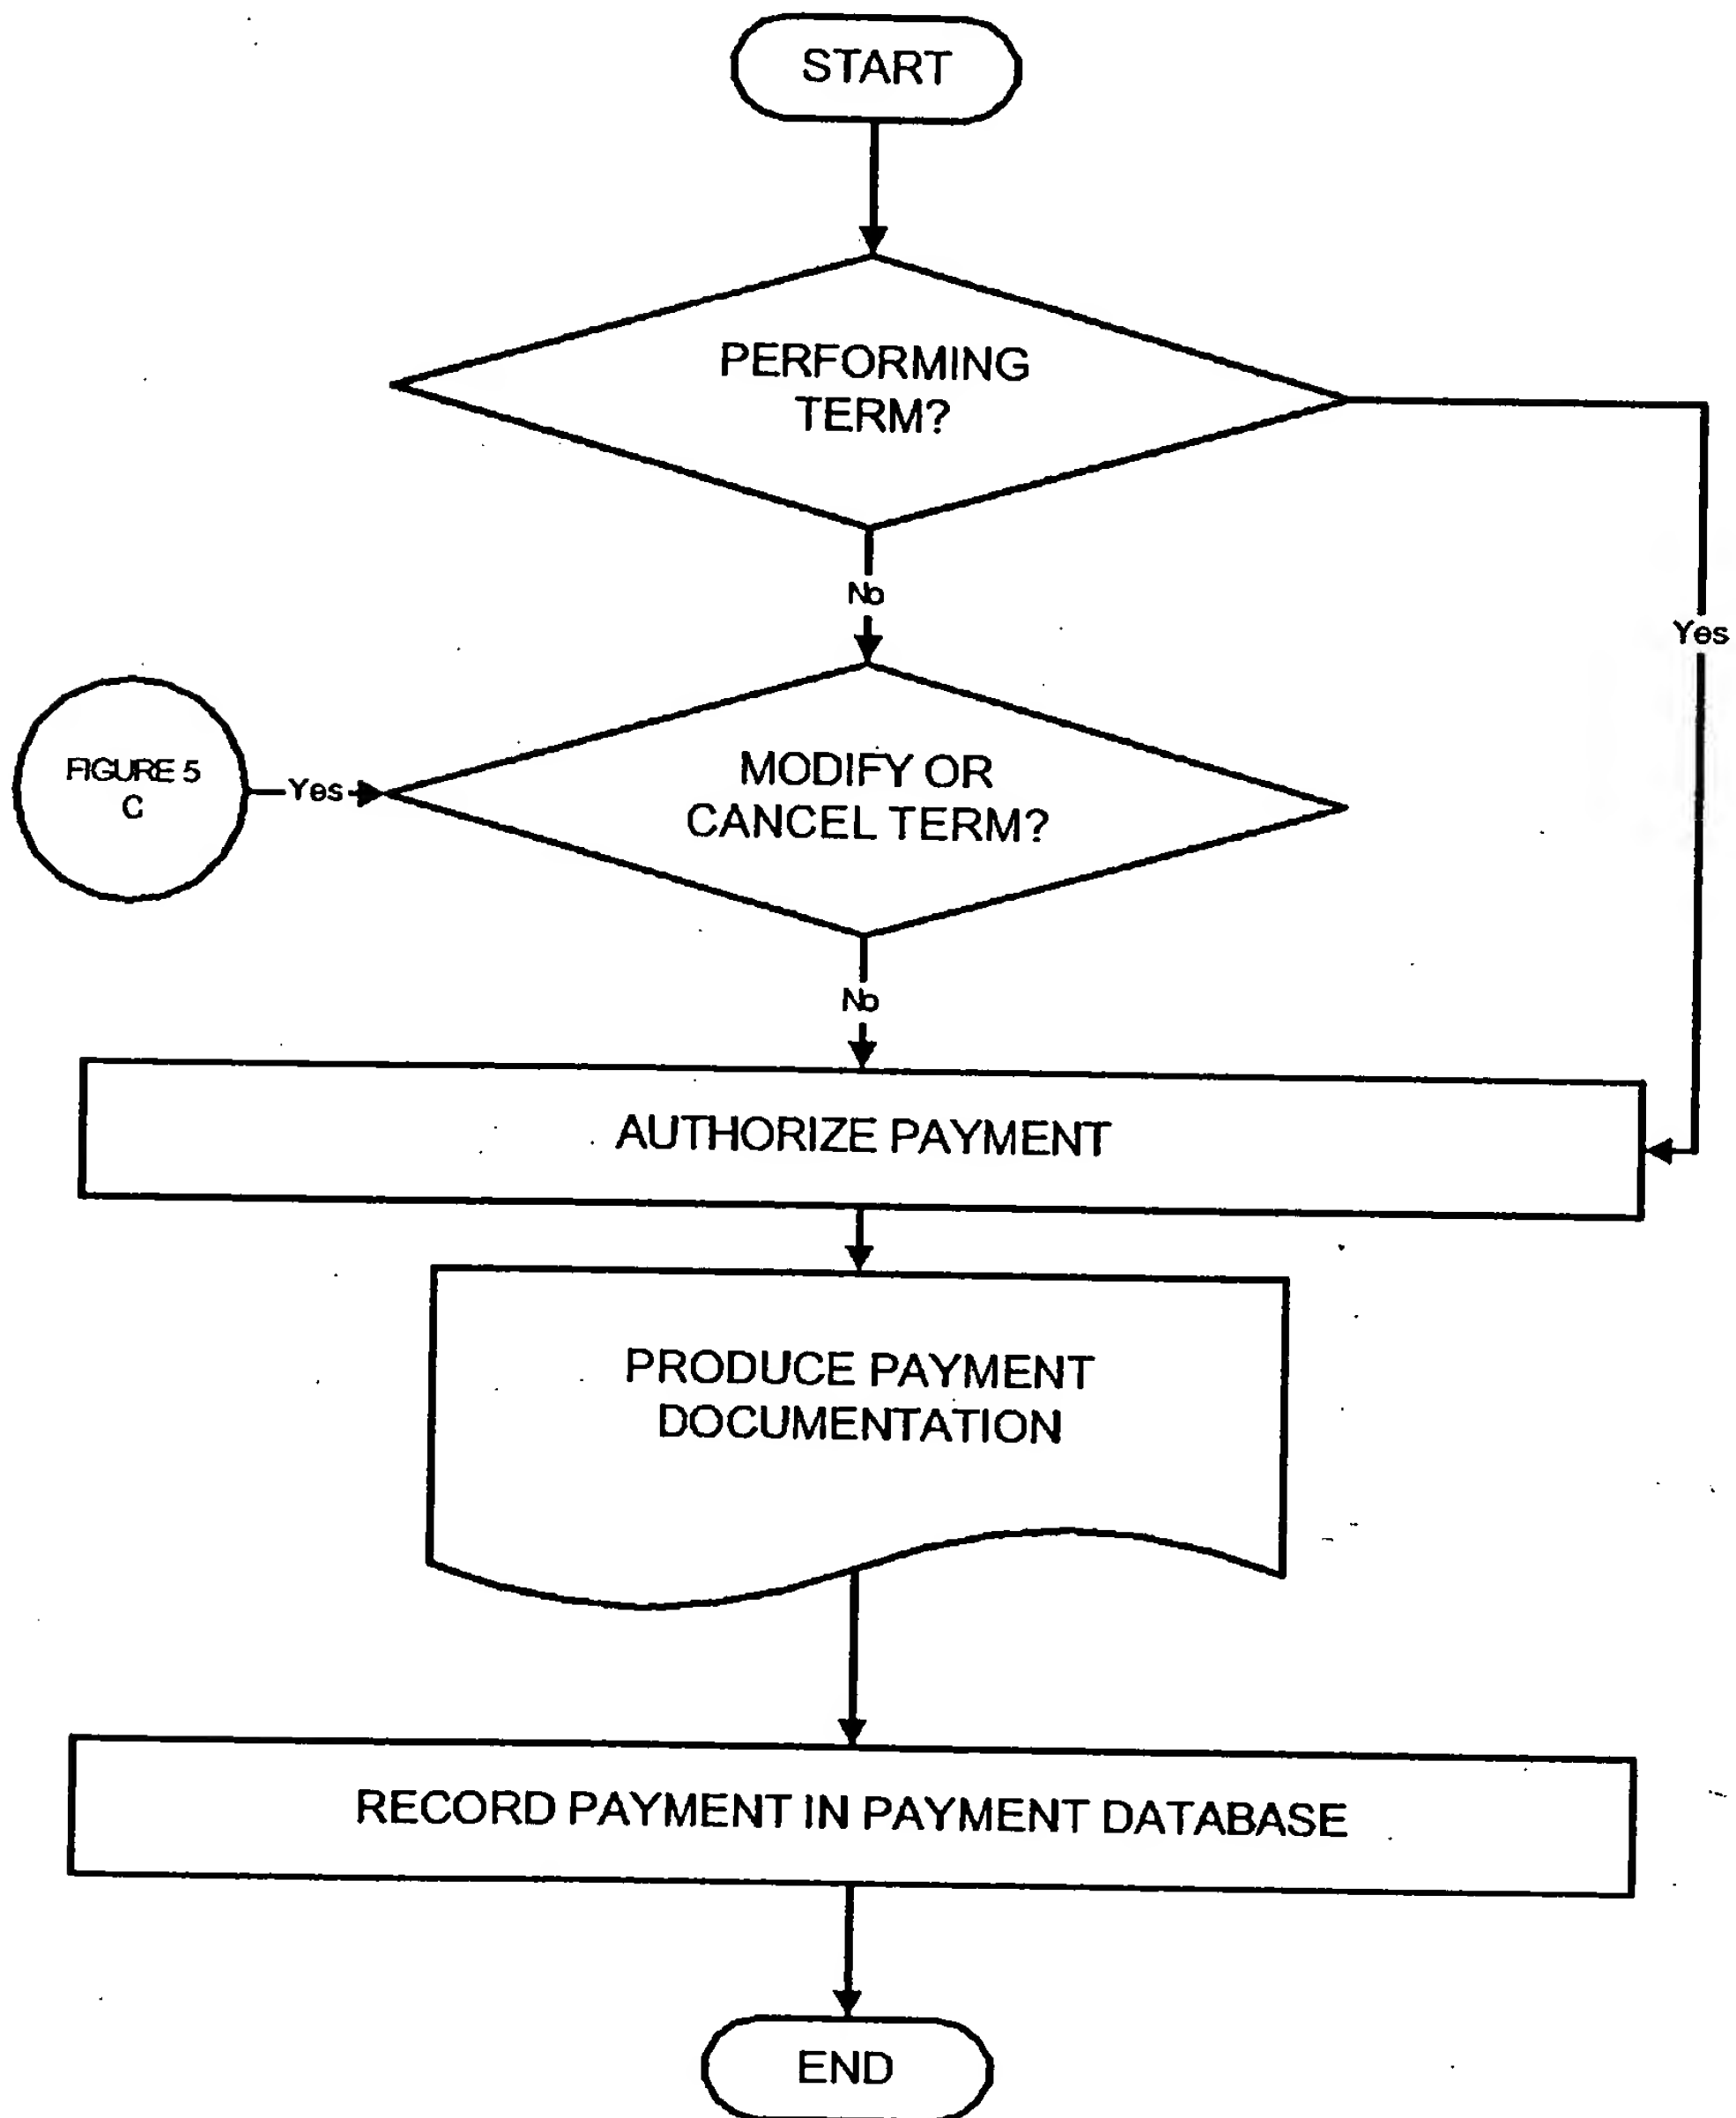 START
PERFORMING
TERM?
No
Yes
FIGURE 5
C
Yes
MODIFY OR
CANCEL TERM?
No
AUTHORIZE PAYMENT
PRODUCE PAYMENT
DOCUMENTATION
RECORD PAYMENT IN PAYMENT DATABASE
END